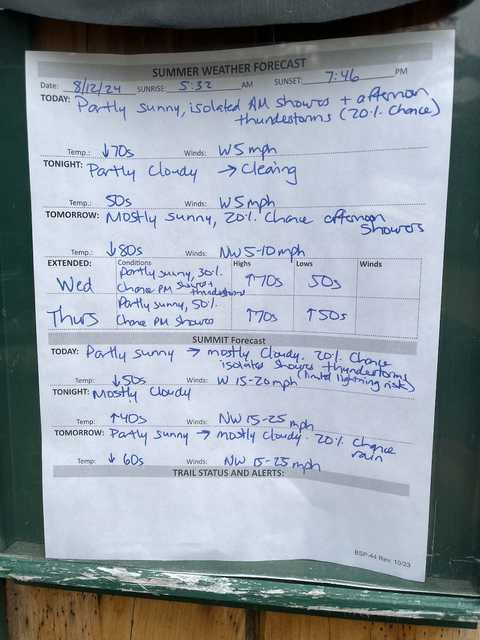 SUMMER WEATHER FORECAST
Date: 8/12/24 SUNRISE: 5:32 AM SUNSET: 7:46 PM
TODAY: Partly sunny, isolated AM showers + afternoon
thunderstorms (20% chance)
Temp.: ↓70s Winds: W 5 mph
TONIGHT: Partly Cloudy → Clearing
Temp: 50s Winds: W 5 mph
TOMORROW: Mostly sunny, 20% chance afternoon
showers
Temp.: ↓80s Winds: NW 5-10 mph
EXTENDED: Conditions Highs Lows Winds
Wed Partly sunny, 30% ↑70s 50s
chance PM showers + thunderstorms
Thurs Partly sunny, 50% ↑70s ↑50s
chance PM showers
SUMMIT Forecast
TODAY: Partly sunny → mostly cloudy. 20% chance
isolated showers + thunderstorms
(limited lightning risk)
Temp: ↓50s Winds: W 15-20 mph
TONIGHT: Mostly Cloudy
Temp: ↑40s Winds: NW 15-25 mph
TOMORROW: Partly sunny → mostly cloudy. 20% chance
rain
Temp: ↓60s Winds: NW 15-25 mph
TRAIL STATUS AND ALERTS:
BSP-44 Rev. 10/23